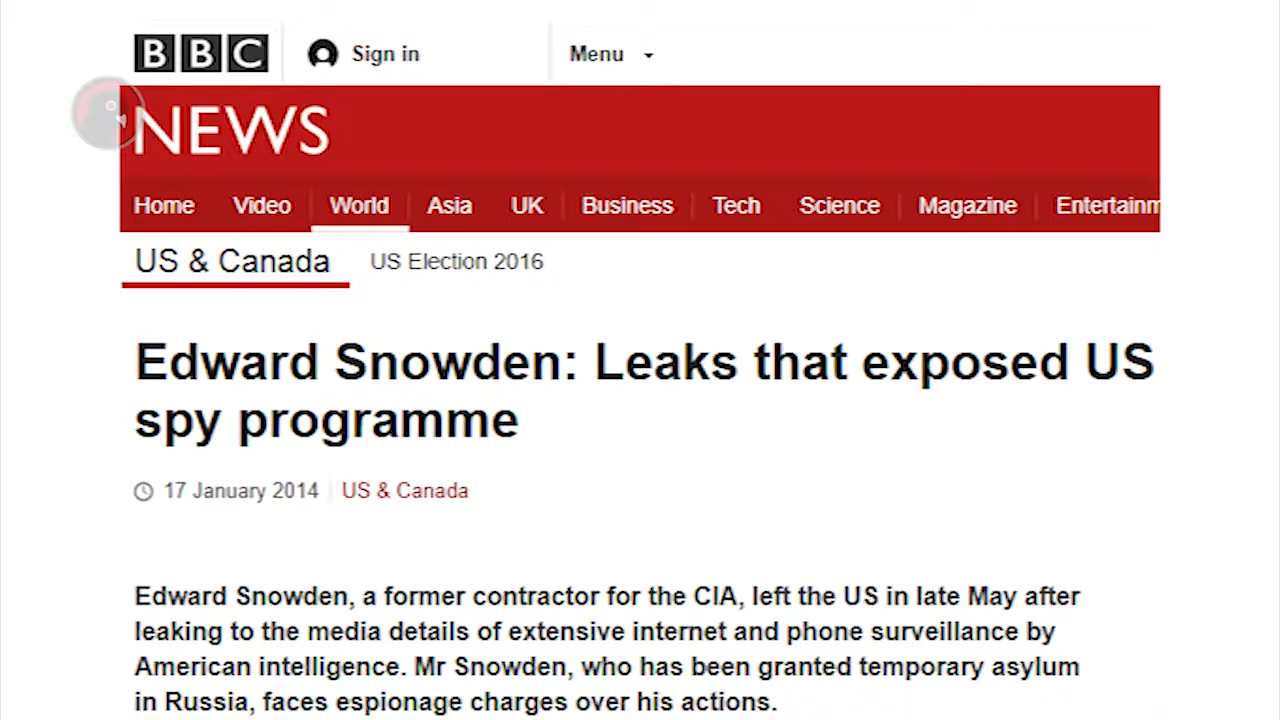 BBC Sign in Menu
NEWS
Home Video World Asia UK Business Tech Science Magazine Entertainm
US & Canada US Election 2016
Edward Snowden: Leaks that exposed US
spy programme
17 January 2014 US & Canada
Edward Snowden, a former contractor for the CIA, left the US in late May after
leaking to the media details of extensive internet and phone surveillance by
American intelligence. Mr Snowden, who has been granted temporary asylum
in Russia, faces espionage charges over his actions.